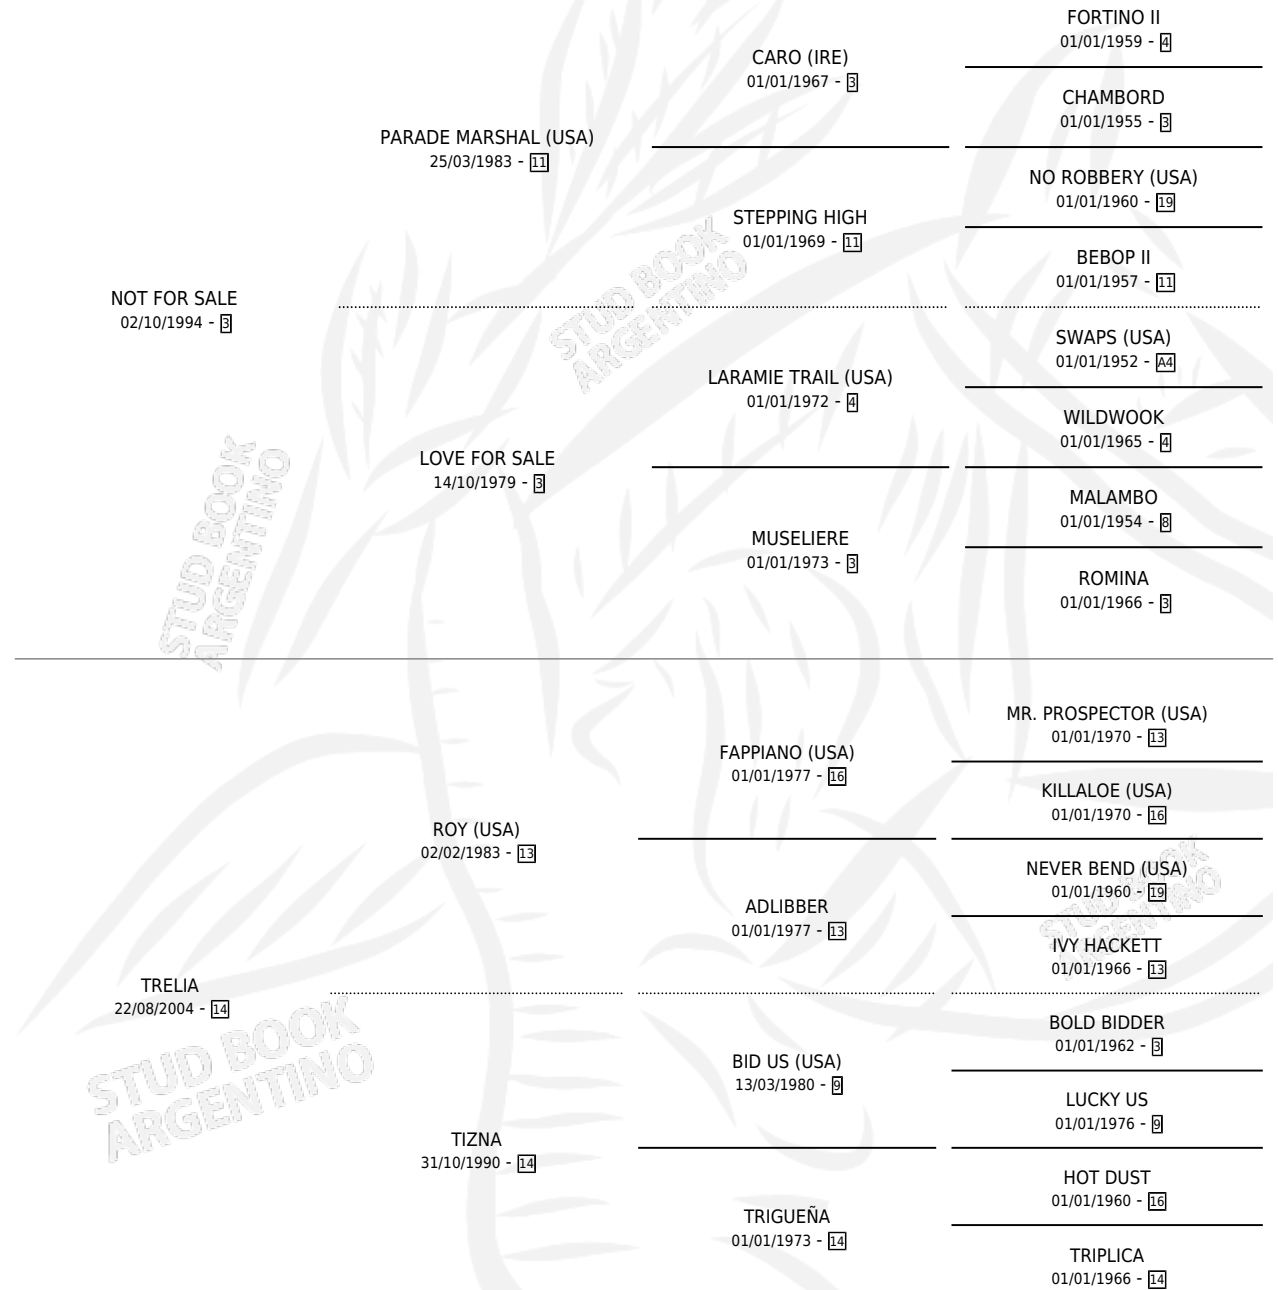 FORTINO II
01/01/1959 - 4
CARO (IRE)
01/01/1967 - 3
CHAMBORD
01/01/1955 - 3
PARADE MARSHAL (USA)
25/03/1983 - 11
NO ROBBERY (USA)
01/01/1960 - 19
STEPPING HIGH
01/01/1969 - 11
BEBOP II
01/01/1957 - 11
NOT FOR SALE
02/10/1994 - 3
STUD BOOK
ARGENTINO
SWAPS (USA)
01/01/1952 - A4
LARAMIE TRAIL (USA)
01/01/1972 - 4
WILDWOOK
01/01/1965 - 4
LOVE FOR SALE
14/10/1979 - 3
MALAMBO
01/01/1954 - 8
MUSELIERE
01/01/1973 - 3
ROMINA
01/01/1966 - 3
STUD BOOK
ARGENTINO
MR. PROSPECTOR (USA)
01/01/1970 - 13
FAPPIANO (USA)
01/01/1977 - 16
KILLALOE (USA)
01/01/1970 - 16
ROY (USA)
02/02/1983 - 13
NEVER BEND (USA)
01/01/1960 - 19
ADLIBBER
01/01/1977 - 13
STUD BOOK
ARGENTINO
IVY HACKETT
01/01/1966 - 13
TRELIA
22/08/2004 - 14
STUD BOOK
ARGENTINO
BOLD BIDDER
01/01/1962 - 3
BID US (USA)
13/03/1980 - 9
LUCKY US
01/01/1976 - 9
TIZNA
31/10/1990 - 14
HOT DUST
01/01/1960 - 16
TRIGUEÑA
01/01/1973 - 14
TRIPLICA
01/01/1966 - 14